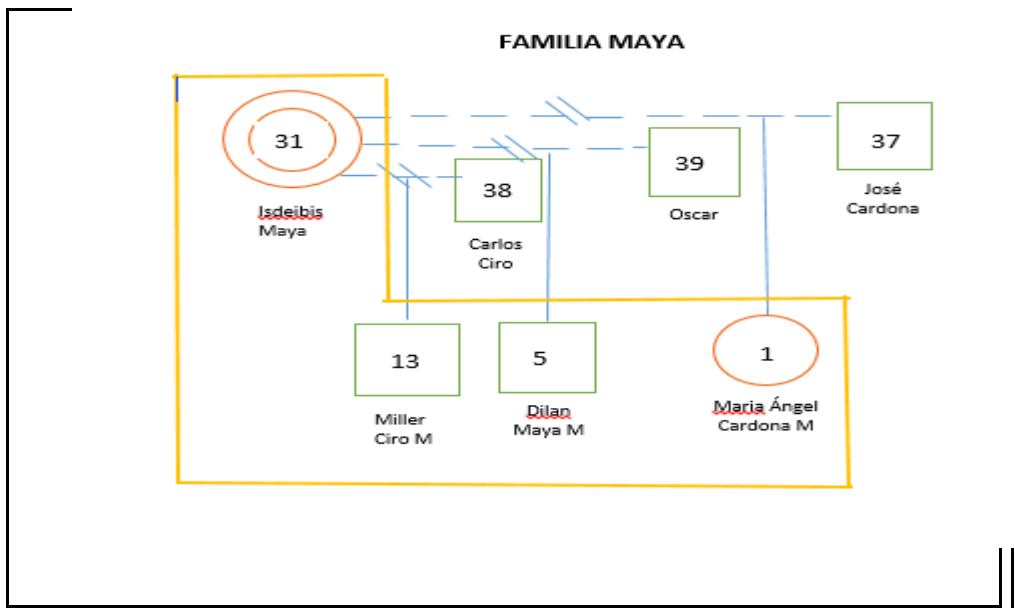 FAMILIA MAYA
31
37
39
38
José
Cardona
Oscar
Isdeibis
Maya
Carlos
Ciro
13
5
1
Miller
Ciro M
Dilan
Maya M
Maria Ángel
Cardona M